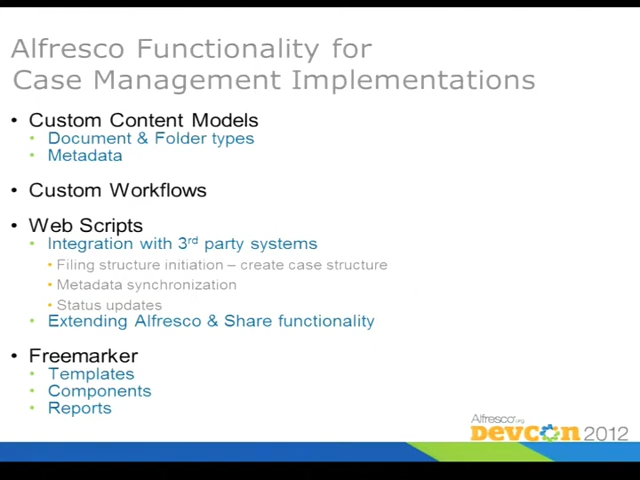 Alfresco Functionality for
Case Management Implementations
• Custom Content Models
• Document & Folder types
• Metadata
• Custom Workflows
• Web Scripts
• Integration with 3rd party systems
• Filing structure initiation – create case structure
• Metadata synchronization
• Status updates
• Extending Alfresco & Share functionality
• Freemarker
• Templates
• Components
• Reports
Alfresco.org
DEVCON 2012